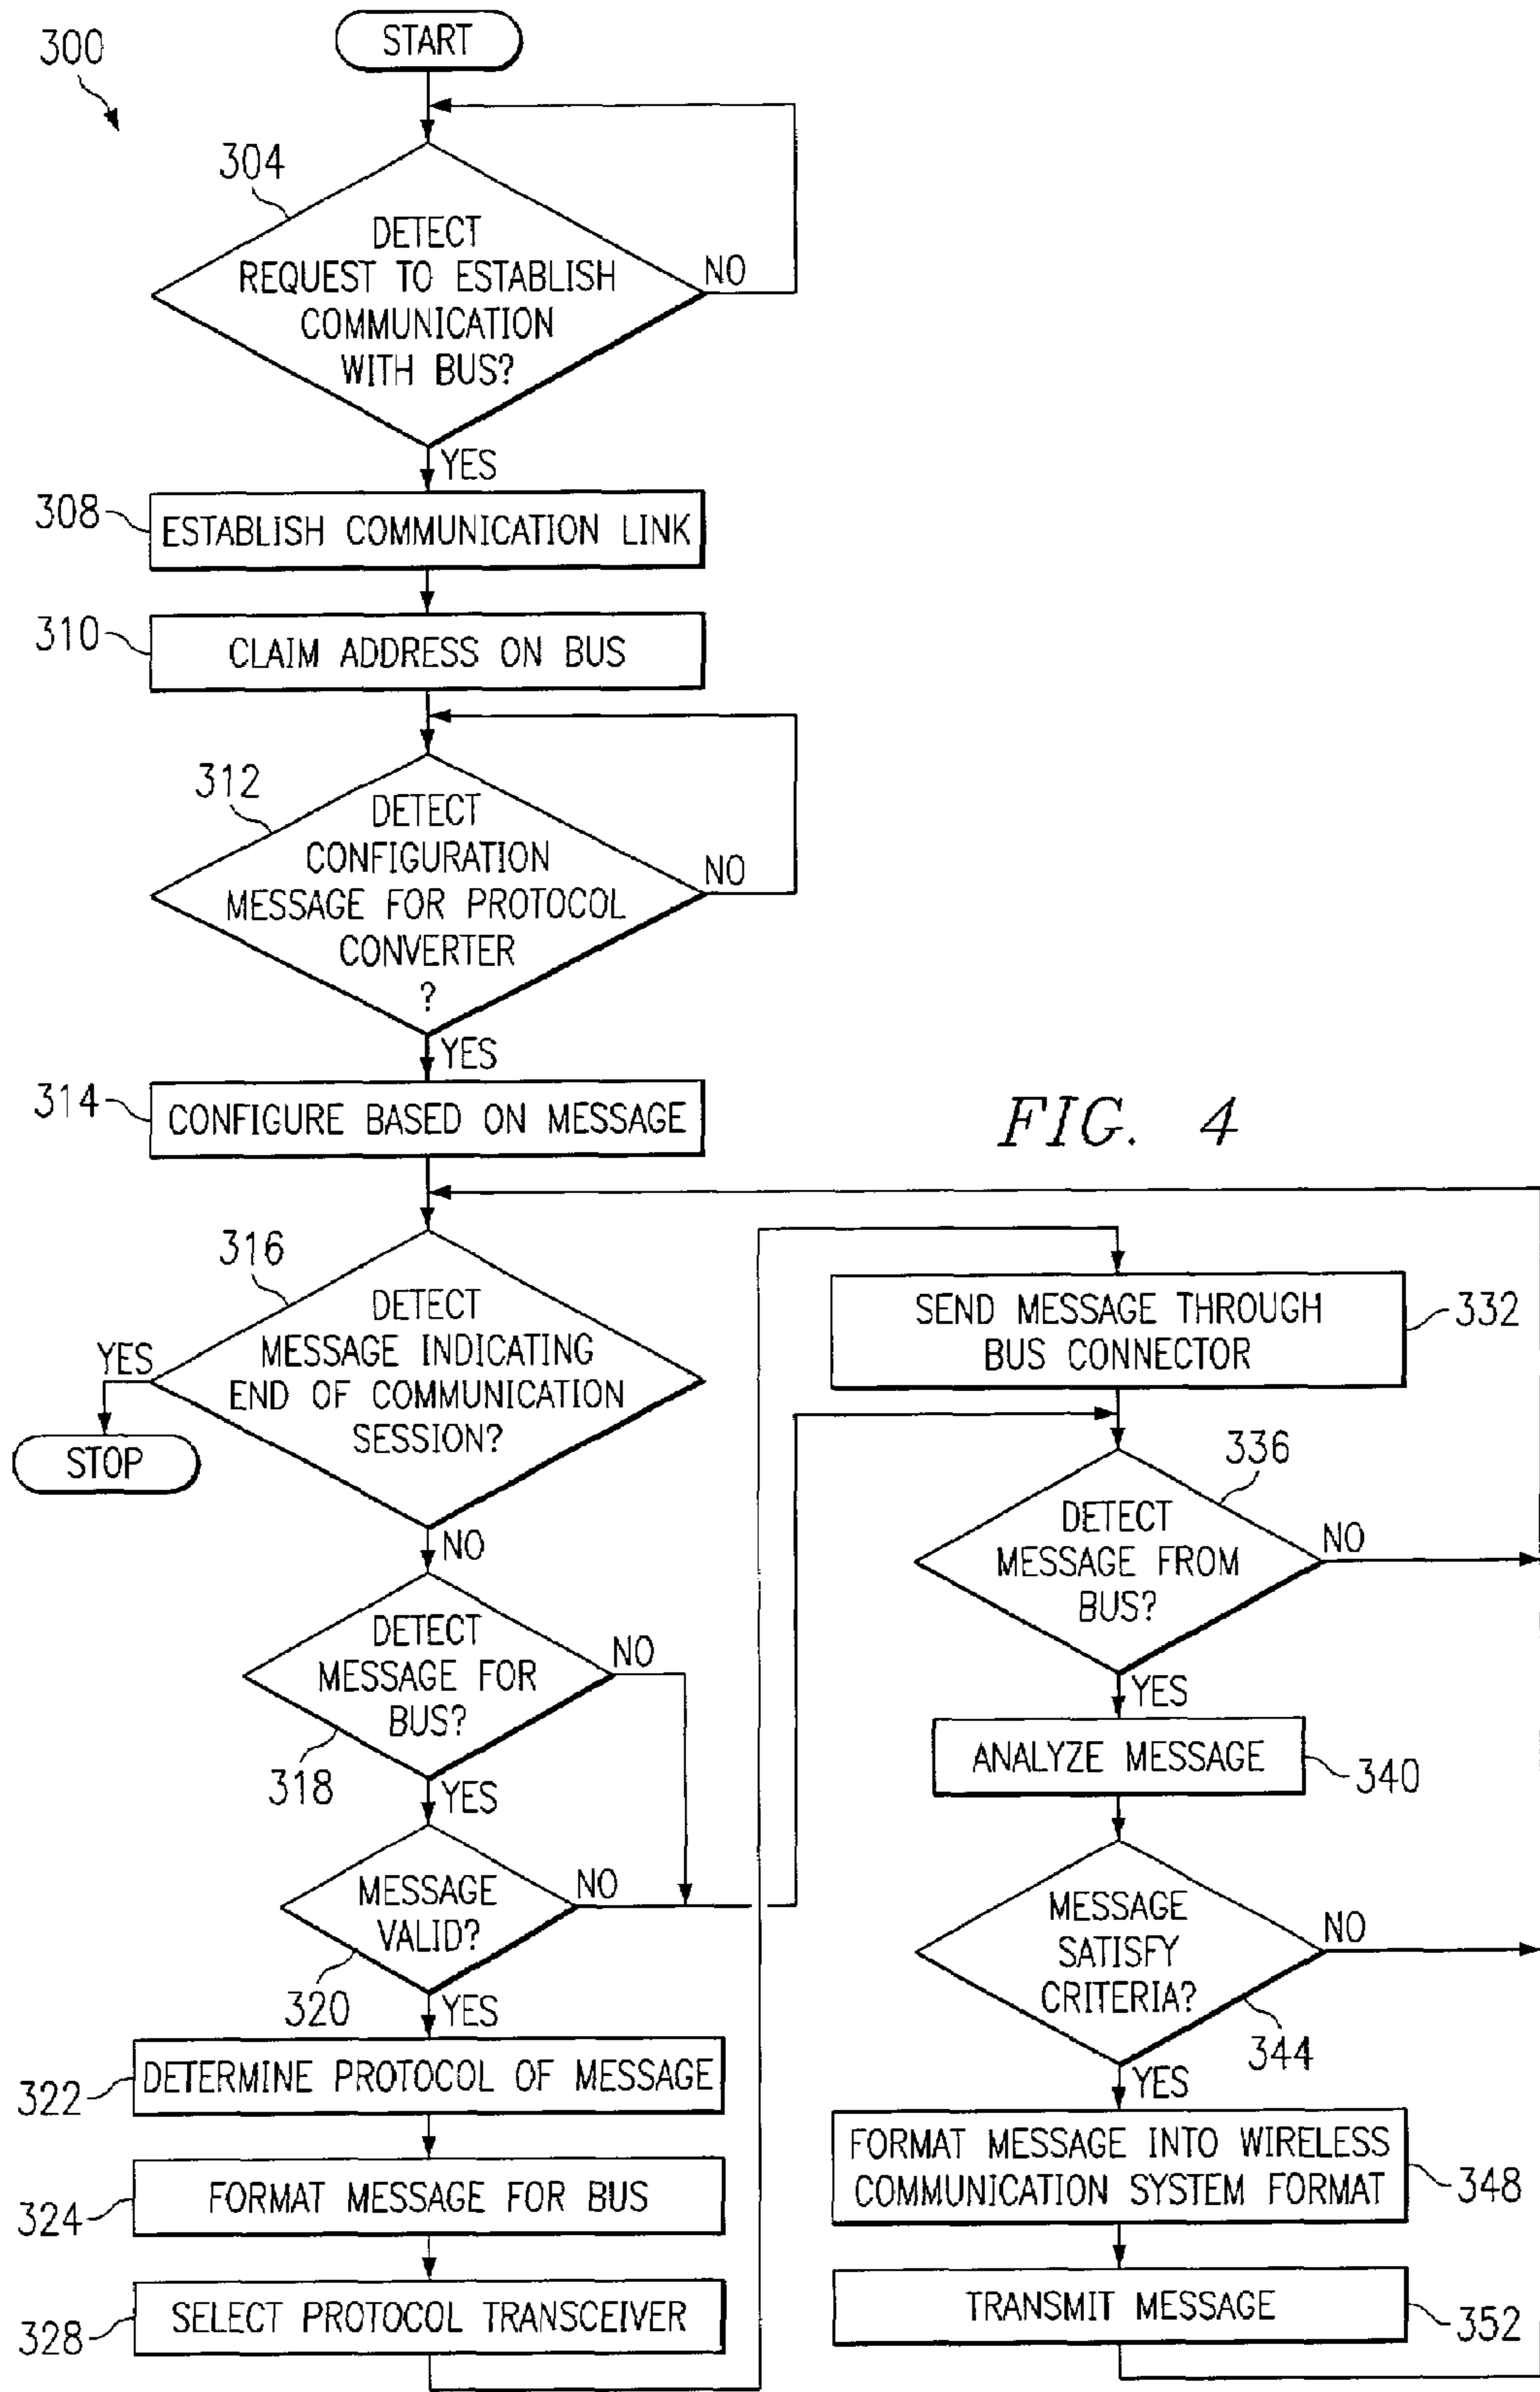 300
START
304
DETECT
REQUEST TO ESTABLISH
COMMUNICATION
WITH BUS?
NO
YES
308
ESTABLISH COMMUNICATION LINK
310
CLAIM ADDRESS ON BUS
312
DETECT
CONFIGURATION
MESSAGE FOR PROTOCOL
CONVERTER
?
NO
YES
314
CONFIGURE BASED ON MESSAGE
FIG. 4
316
DETECT
MESSAGE INDICATING
END OF COMMUNICATION
SESSION?
YES
STOP
NO
DETECT
MESSAGE FOR
BUS?
NO
318
YES
MESSAGE
VALID?
NO
320
YES
322
DETERMINE PROTOCOL OF MESSAGE
324
FORMAT MESSAGE FOR BUS
328
SELECT PROTOCOL TRANSCEIVER
SEND MESSAGE THROUGH
BUS CONNECTOR
332
336
DETECT
MESSAGE FROM
BUS?
NO
YES
ANALYZE MESSAGE
340
MESSAGE
SATISFY
CRITERIA?
NO
344
YES
FORMAT MESSAGE INTO WIRELESS
COMMUNICATION SYSTEM FORMAT
348
TRANSMIT MESSAGE
352